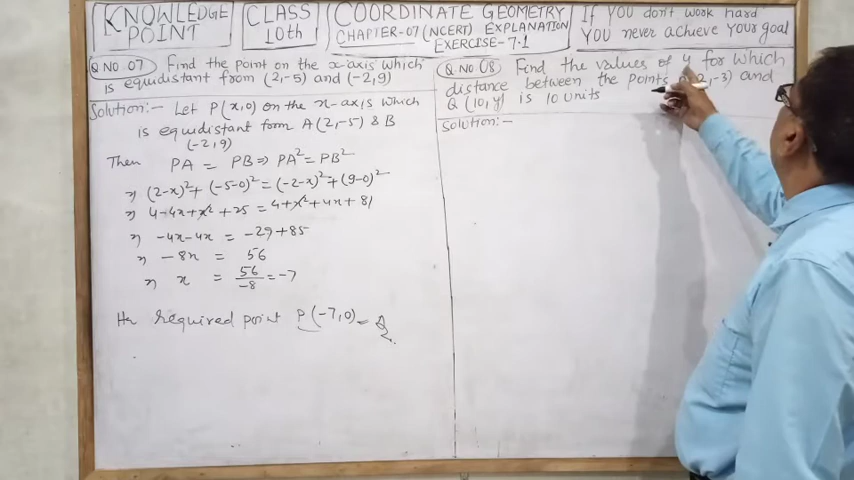 KNOWLEDGE POINT
CLASS 10th
COORDINATE GEOMETRY
CHAPTER-07 (NCERT) EXPLANATION
EXERCISE-7.1
If YOU don't work hard
YOU never achieve YOUR goal
Q NO 07 Find the point on the x-axis which
is equidistant from (2,-5) and (-2,9)
Solution:- Let P(x,0) on the x-axis which
is equidistant from A(2,-5) & B
(-2,9)
Then PA = PB ⇒ PA² = PB²
⇒ (2-x)² + (-5-0)² = (-2-x)² + (9-0)²
⇒ 4-4x+x² + 25 = 4+x²+4x+81
⇒ -4x-4x = -29+85
⇒ -8x = 56
⇒ x = 56/-8 = -7
required point P(-7,0) =
Q NO 08 Find the values of y for which
distance between the points 2,-3) and
Q (10,y) is 10 units
Solution:-